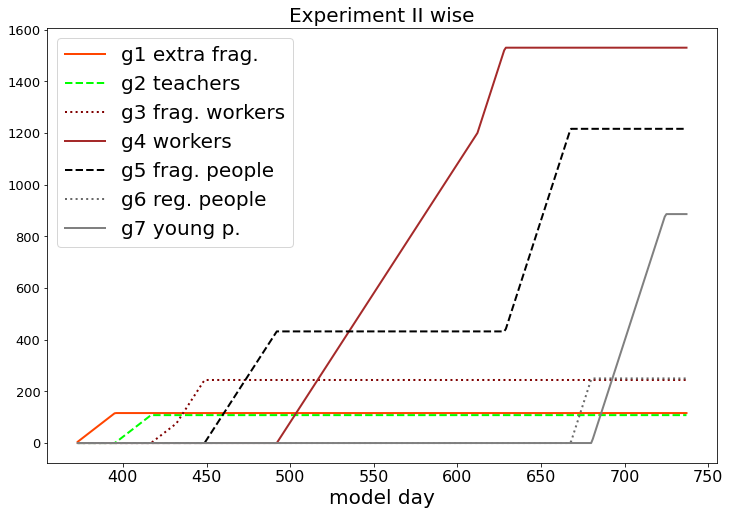 Experiment II wise
1600
1400
1200
1000
800
600
400
200
0
g1 extra frag.
g2 teachers
g3 frag. workers
g4 workers
g5 frag. people
g6 reg. people
g7 young p.
400 450 500 550 600 650 700 750
model day